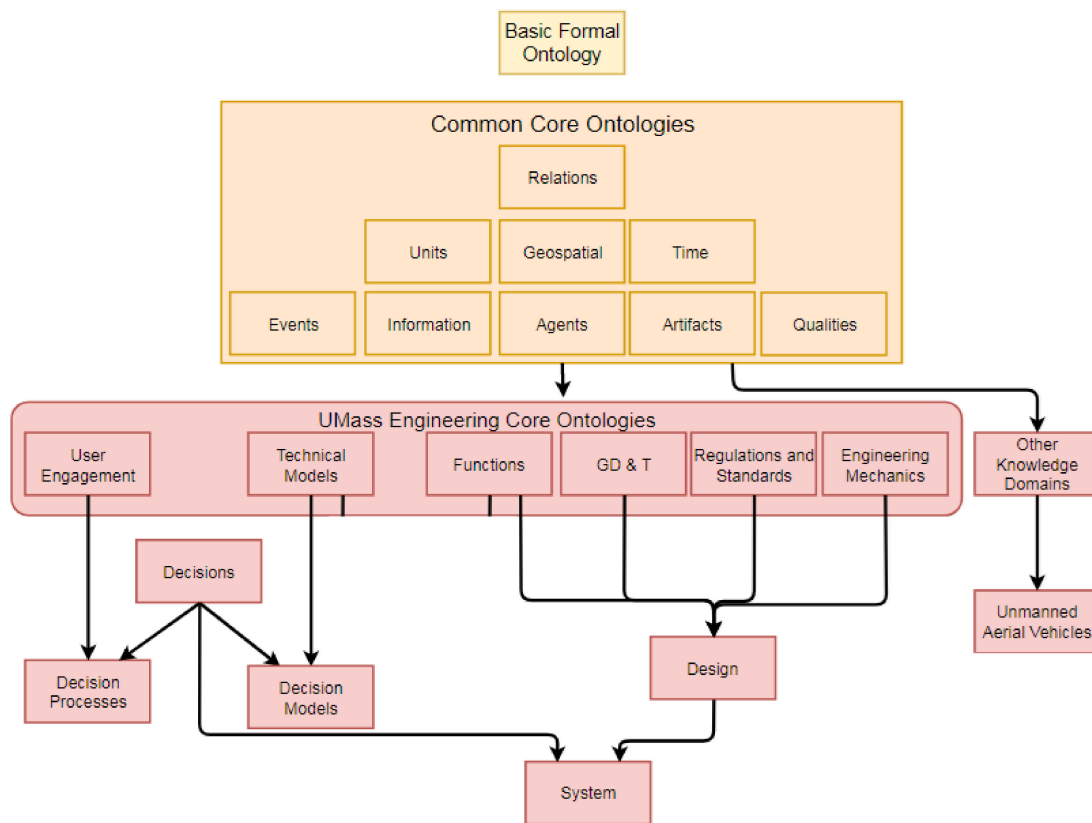 Basic Formal
Ontology
Common Core Ontologies
Relations
Units
Geospatial
Time
Events
Information
Agents
Artifacts
Qualities
UMass Engineering Core Ontologies
User
Engagement
Technical
Models
Functions
GD & T
Regulations and
Standards
Engineering
Mechanics
Other
Knowledge
Domains
Decisions
Unmanned
Aerial Vehicles
Decision
Processes
Decision
Models
Design
System